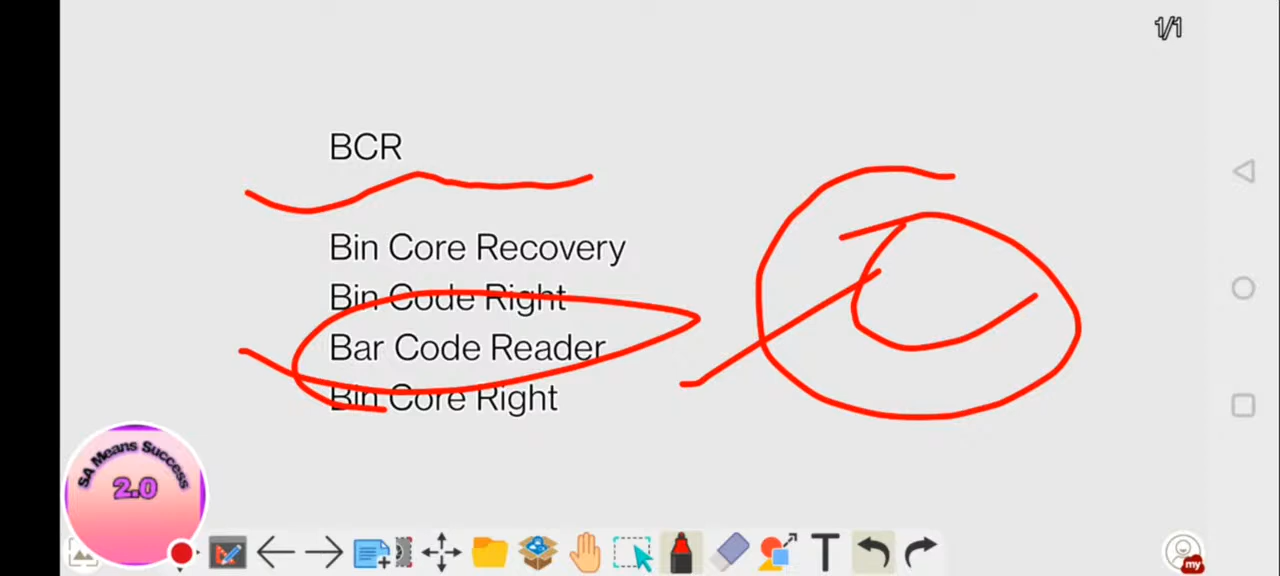 1/1
BCR
Bin Core Recovery
Bin Code Right
Bar Code Reader
Bin Core Right
SA Means Success
2.0
T
my